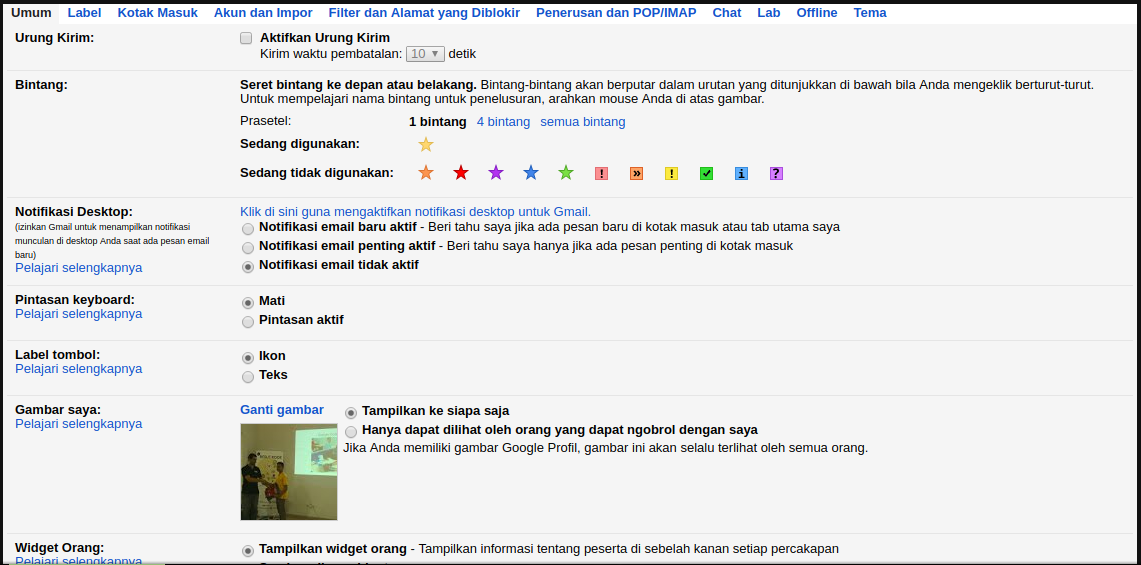 Umum Label Kotak Masuk Akun dan Impor Filter dan Alamat yang Diblokir Penerusan dan POP/IMAP Chat Lab Offline Tema
Urung Kirim: Aktifkan Urung Kirim
Kirim waktu pembatalan: 10 detik
Bintang: Seret bintang ke depan atau belakang. Bintang-bintang akan berputar dalam urutan yang ditunjukkan di bawah bila Anda mengeklik berturut-turut.
Untuk mempelajari nama bintang untuk penelusuran, arahkan mouse Anda di atas gambar.
Prasetel: 1 bintang 4 bintang semua bintang
Sedang digunakan:
Sedang tidak digunakan: ! » ! i ?
Notifikasi Desktop: Klik di sini guna mengaktifkan notifikasi desktop untuk Gmail.
(izinkan Gmail untuk menampilkan notifikasi Notifikasi email baru aktif - Beri tahu saya jika ada pesan baru di kotak masuk atau tab utama saya
munculan di desktop Anda saat ada pesan email Notifikasi email penting aktif - Beri tahu saya hanya jika ada pesan penting di kotak masuk
baru)
Pelajari selengkapnya Notifikasi email tidak aktif
Pintasan keyboard: Mati
Pelajari selengkapnya Pintasan aktif
Label tombol: Ikon
Pelajari selengkapnya Teks
Gambar saya: Ganti gambar Tampilkan ke siapa saja
Pelajari selengkapnya Hanya dapat dilihat oleh orang yang dapat ngobrol dengan saya
Jika Anda memiliki gambar Google Profil, gambar ini akan selalu terlihat oleh semua orang.
Widget Orang: Tampilkan widget orang - Tampilkan informasi tentang peserta di sebelah kanan setiap percakapan
Pelajari selengkapnya